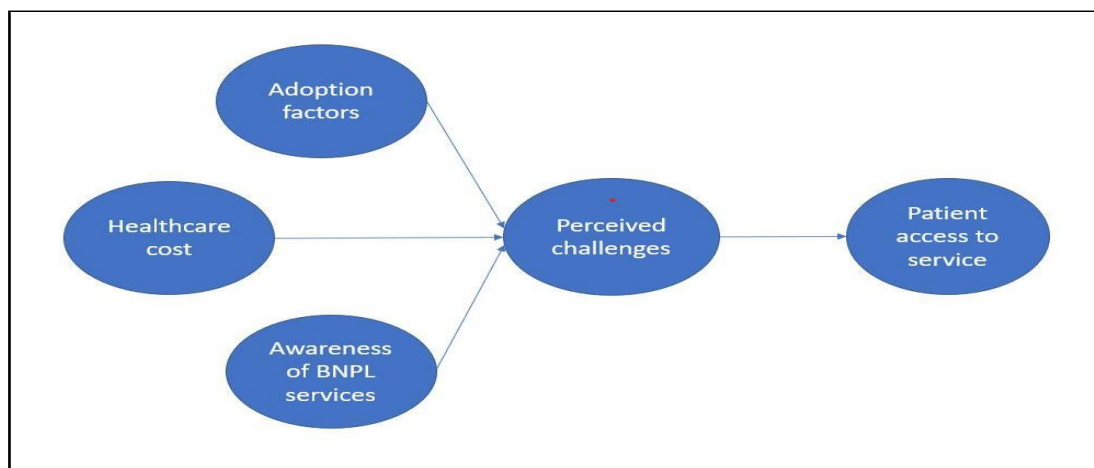 Adoption
factors
Healthcare
cost
Awareness
of BNPL
services
Perceived
challenges
Patient
access to
service